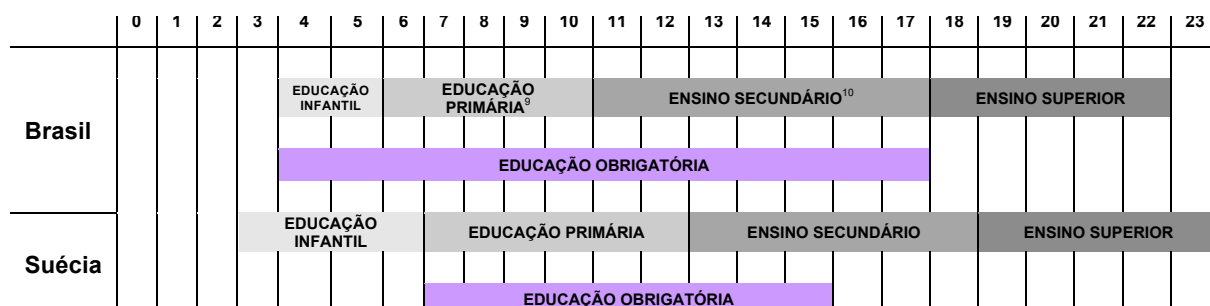 0 1 2 3 4 5 6 7 8 9 10 11 12 13 14 15 16 17 18 19 20 21 22 23
Brasil
EDUCAÇÃO
INFANTIL
EDUCAÇÃO
PRIMÁRIA9
ENSINO SECUNDÁRIO10
ENSINO SUPERIOR
EDUCAÇÃO OBRIGATÓRIA
Suécia
EDUCAÇÃO
INFANTIL
EDUCAÇÃO PRIMÁRIA
ENSINO SECUNDÁRIO
ENSINO SUPERIOR
EDUCAÇÃO OBRIGATÓRIA